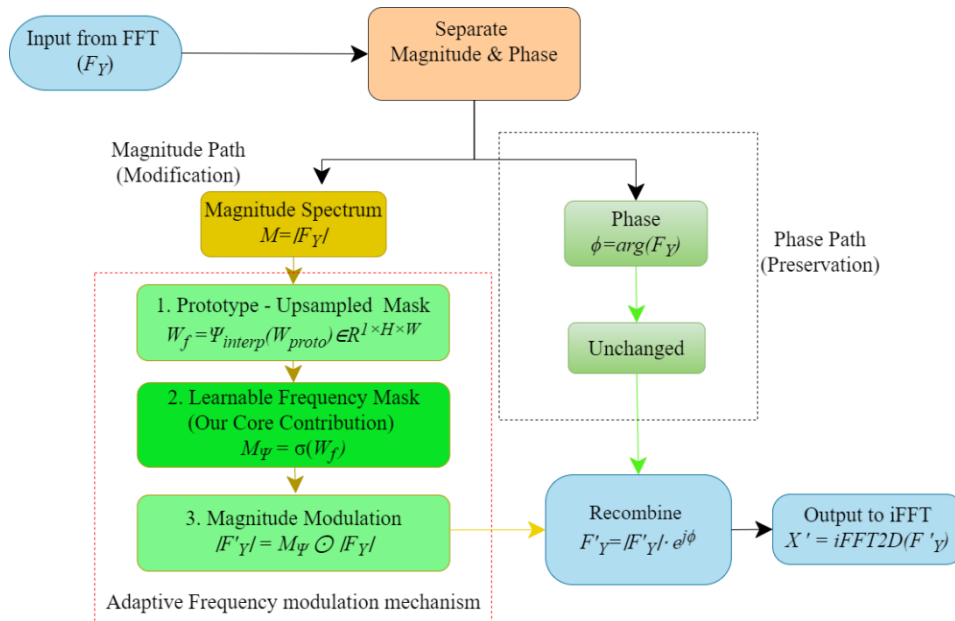 Input from FFT
(F_Y)
Separate
Magnitude & Phase
Magnitude Path
(Modification)
Magnitude Spectrum
M=|F_Y|
Phase
ϕ=arg(F_Y)
Phase Path
(Preservation)
Unchanged
1. Prototype - Upsampled Mask
W_f=Ψ_interp(W_proto)∈R^1×H×W
2. Learnable Frequency Mask
(Our Core Contribution)
M_Ψ = σ(W_f)
3. Magnitude Modulation
|F'_Y| = M_Ψ ⊙ |F_Y|
Adaptive Frequency modulation mechanism
Recombine
F'_Y=|F'_Y|· e^jϕ
Output to iFFT
X' = iFFT2D(F'_Y)